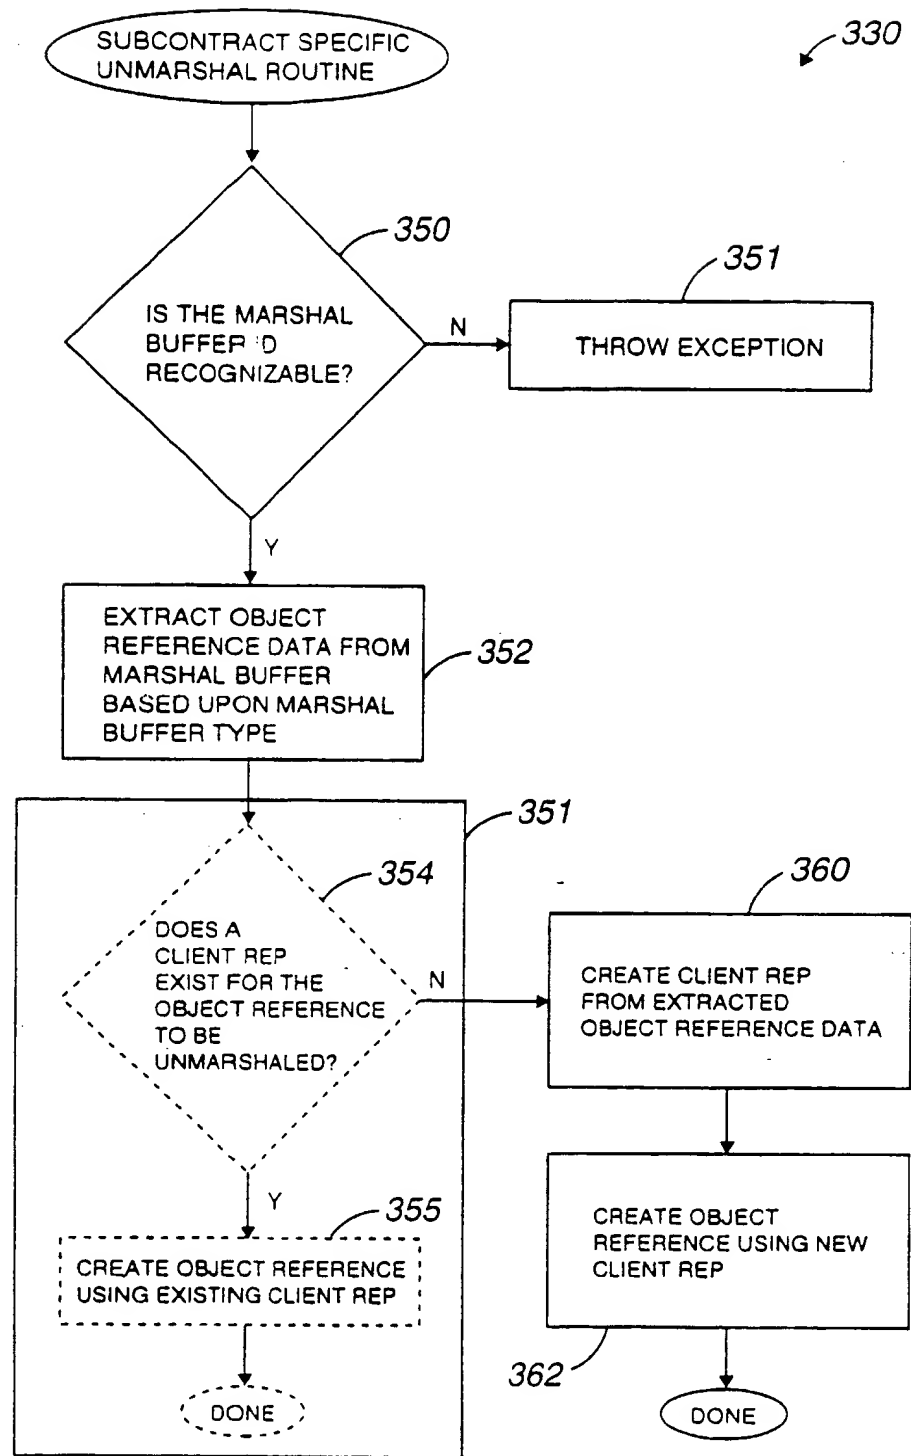 SUBCONTRACT SPECIFIC
UNMARSHAL ROUTINE
330
350
IS THE MARSHAL
BUFFER 'D
RECOGNIZABLE?
N
351
THROW EXCEPTION
Y
EXTRACT OBJECT
REFERENCE DATA FROM
MARSHAL BUFFER
BASED UPON MARSHAL
BUFFER TYPE
352
351
354
DOES A
CLIENT REP
EXIST FOR THE
OBJECT REFERENCE
TO BE
UNMARSHALED?
N
360
CREATE CLIENT REP
FROM EXTRACTED
OBJECT REFERENCE DATA
Y
355
CREATE OBJECT REFERENCE
USING EXISTING CLIENT REP
CREATE OBJECT
REFERENCE USING NEW
CLIENT REP
362
DONE
DONE